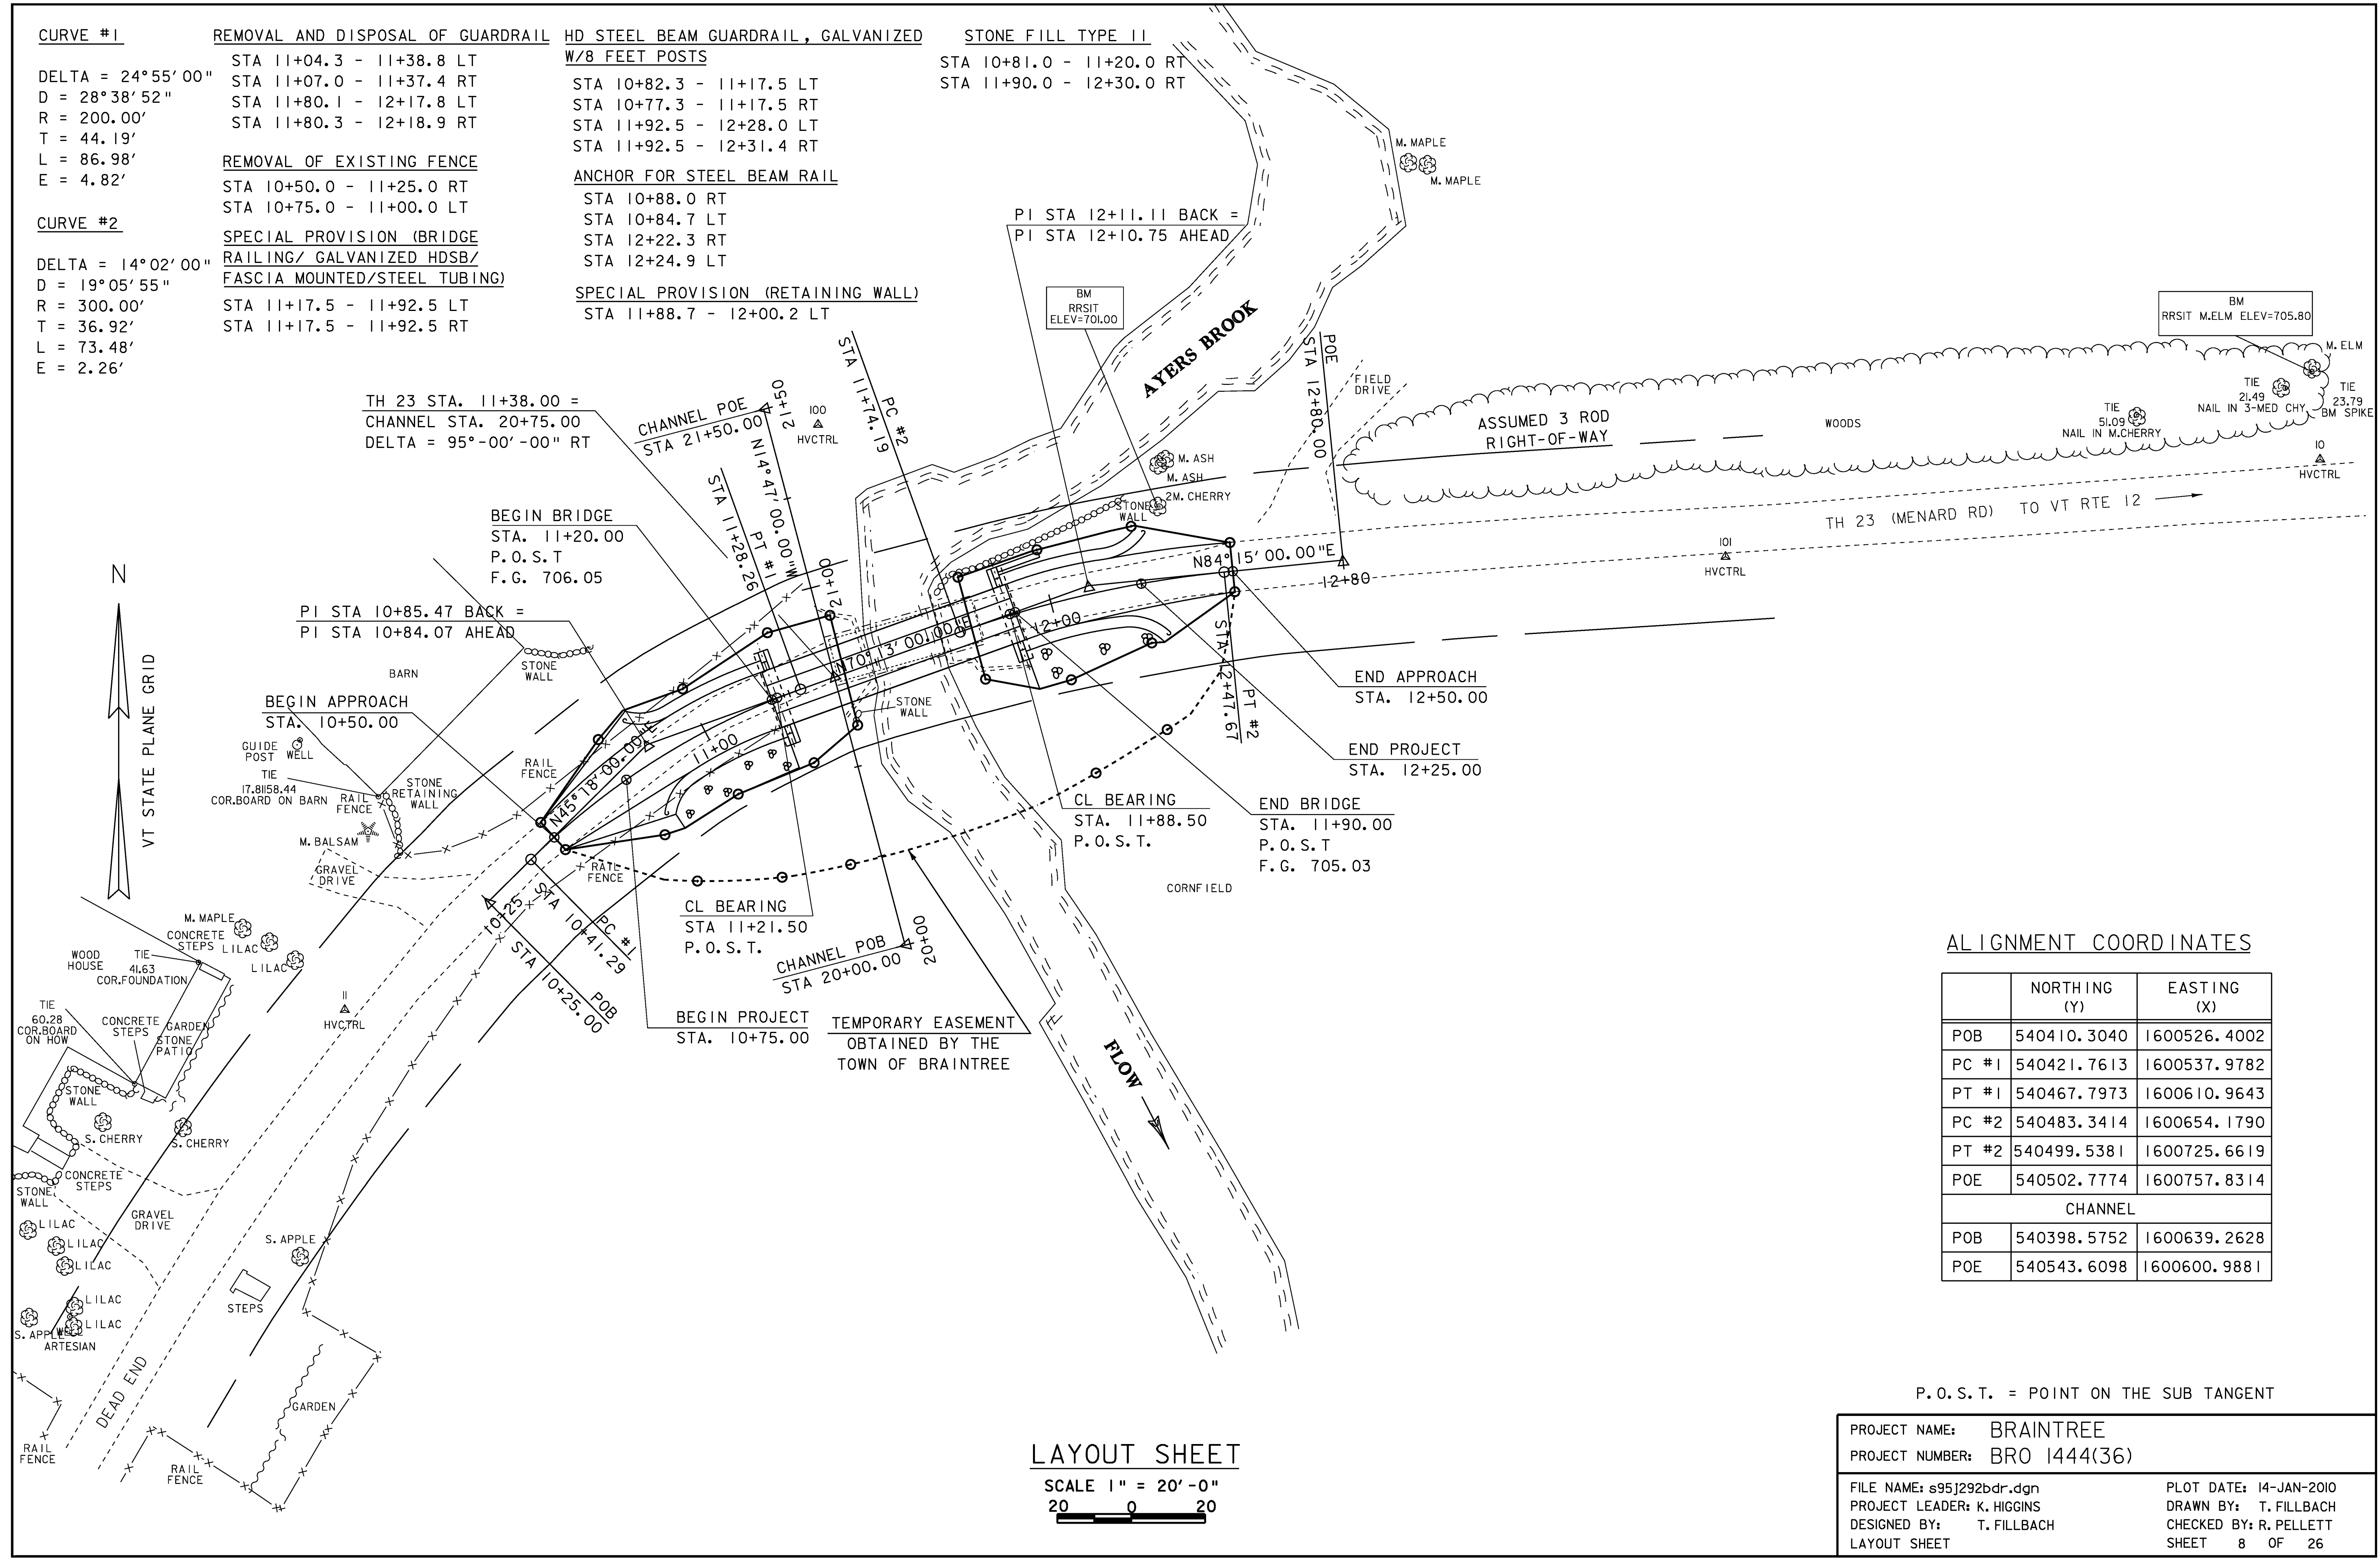 CURVE #1
DELTA = 24°55'00"
D = 28°38'52"
R = 200.00'
T = 44.19'
L = 86.98'
E = 4.82'
CURVE #2
DELTA = 14°02'00"
D = 19°05'55"
R = 300.00'
T = 36.92'
L = 73.48'
E = 2.26'
REMOVAL AND DISPOSAL OF GUARDRAIL
STA 11+04.3 - 11+38.8 LT
STA 11+07.0 - 11+37.4 RT
STA 11+80.1 - 12+17.8 LT
STA 11+80.3 - 12+18.9 RT
REMOVAL OF EXISTING FENCE
STA 10+50.0 - 11+25.0 RT
STA 10+75.0 - 11+00.0 LT
SPECIAL PROVISION (BRIDGE
RAILING/ GALVANIZED HDSB/
FASCIA MOUNTED/STEEL TUBING)
STA 11+17.5 - 11+92.5 LT
STA 11+17.5 - 11+92.5 RT
HD STEEL BEAM GUARDRAIL, GALVANIZED
W/8 FEET POSTS
STA 10+82.3 - 11+17.5 LT
STA 10+77.3 - 11+17.5 RT
STA 11+92.5 - 12+28.0 LT
STA 11+92.5 - 12+31.4 RT
ANCHOR FOR STEEL BEAM RAIL
STA 10+88.0 RT
STA 10+84.7 LT
STA 12+22.3 RT
STA 12+24.9 LT
SPECIAL PROVISION (RETAINING WALL)
STA 11+88.7 - 12+00.2 LT
STONE FILL TYPE II
STA 10+81.0 - 11+20.0 RT
STA 11+90.0 - 12+30.0 RT
M. MAPLE
M. MAPLE
PI STA 12+11.11 BACK =
PI STA 12+10.75 AHEAD
BM
RRSIT
ELEV=701.00
AYERS BROOK
POE
STA 12+80.00
FIELD
DRIVE
BM
RRSIT M.ELM ELEV=705.80
M. ELM
TIE
21.49
NAIL IN 3-MED CHY
TIE
23.79
BM SPIKE
TIE
51.09
NAIL IN M.CHERRY
WOODS
ASSUMED 3 ROD
RIGHT-OF-WAY
10
HVCTRL
TH 23 (MENARD RD) TO VT RTE 12
101
HVCTRL
TH 23 STA. 11+38.00 =
CHANNEL STA. 20+75.00
DELTA = 95°-00'-00" RT
CHANNEL POE
STA 21+50.00
21+50
100
HVCTRL
N14°47'00.00"W
PC #2
STA 11+74.19
PT #1
STA 11+28.26
21+00
M. ASH
M. ASH
2M. CHERRY
STONE
WALL
BEGIN BRIDGE
STA. 11+20.00
P.O.S.T
F.G. 706.05
PI STA 10+85.47 BACK =
PI STA 10+84.07 AHEAD
N
VT STATE PLANE GRID
BARN
STONE
WALL
BEGIN APPROACH
STA. 10+50.00
GUIDE
POST
WELL
TIE
17.81158.44
COR.BOARD ON BARN
RAIL
FENCE
STONE
RETAINING
WALL
RAIL
FENCE
M. BALSAM
GRAVEL
DRIVE
N45°18'00.00"E
11+00
N70°13'00.00"E
12+00
N84°15'00.00"E
12+80
STONE
WALL
PT #2
STA 12+47.67
END APPROACH
STA. 12+50.00
END PROJECT
STA. 12+25.00
END BRIDGE
STA. 11+90.00
P.O.S.T
F.G. 705.03
CL BEARING
STA. 11+88.50
P.O.S.T.
CORNFIELD
RAIL
FENCE
10+25
PC #1
STA 10+41.29
POB
STA 10+25.00
CL BEARING
STA 11+21.50
P.O.S.T.
CHANNEL POB
STA 20+00.00
20+00
BEGIN PROJECT
STA. 10+75.00
TEMPORARY EASEMENT
OBTAINED BY THE
TOWN OF BRAINTREE
FLOW
M. MAPLE
CONCRETE
STEPS
LILAC
LILAC
WOOD
HOUSE
TIE
41.63
COR.FOUNDATION
TIE
60.28
COR.BOARD
ON HOW
CONCRETE
STEPS
GARDEN
STONE
PATIO
11
HVCTRL
STONE
WALL
S. CHERRY
S. CHERRY
CONCRETE
STEPS
STONE
WALL
GRAVEL
DRIVE
LILAC
LILAC
LILAC
S. APPLE
STEPS
LILAC
LILAC
S. APPLE
WELL
ARTESIAN
DEAD END
GARDEN
RAIL
FENCE
RAIL
FENCE
ALIGNMENT COORDINATES
NORTHING (Y) EASTING (X)
POB 540410.3040 1600526.4002
PC #1 540421.7613 1600537.9782
PT #1 540467.7973 1600610.9643
PC #2 540483.3414 1600654.1790
PT #2 540499.5381 1600725.6619
POE 540502.7774 1600757.8314
CHANNEL
POB 540398.5752 1600639.2628
POE 540543.6098 1600600.9881
P.O.S.T. = POINT ON THE SUB TANGENT
LAYOUT SHEET
SCALE 1" = 20'-0"
20 0 20
PROJECT NAME: BRAINTREE
PROJECT NUMBER: BRO 1444(36)
FILE NAME: s95j292bdr.dgn PLOT DATE: 14-JAN-2010
PROJECT LEADER: K. HIGGINS DRAWN BY: T. FILLBACH
DESIGNED BY: T. FILLBACH CHECKED BY: R. PELLETT
LAYOUT SHEET SHEET 8 OF 26